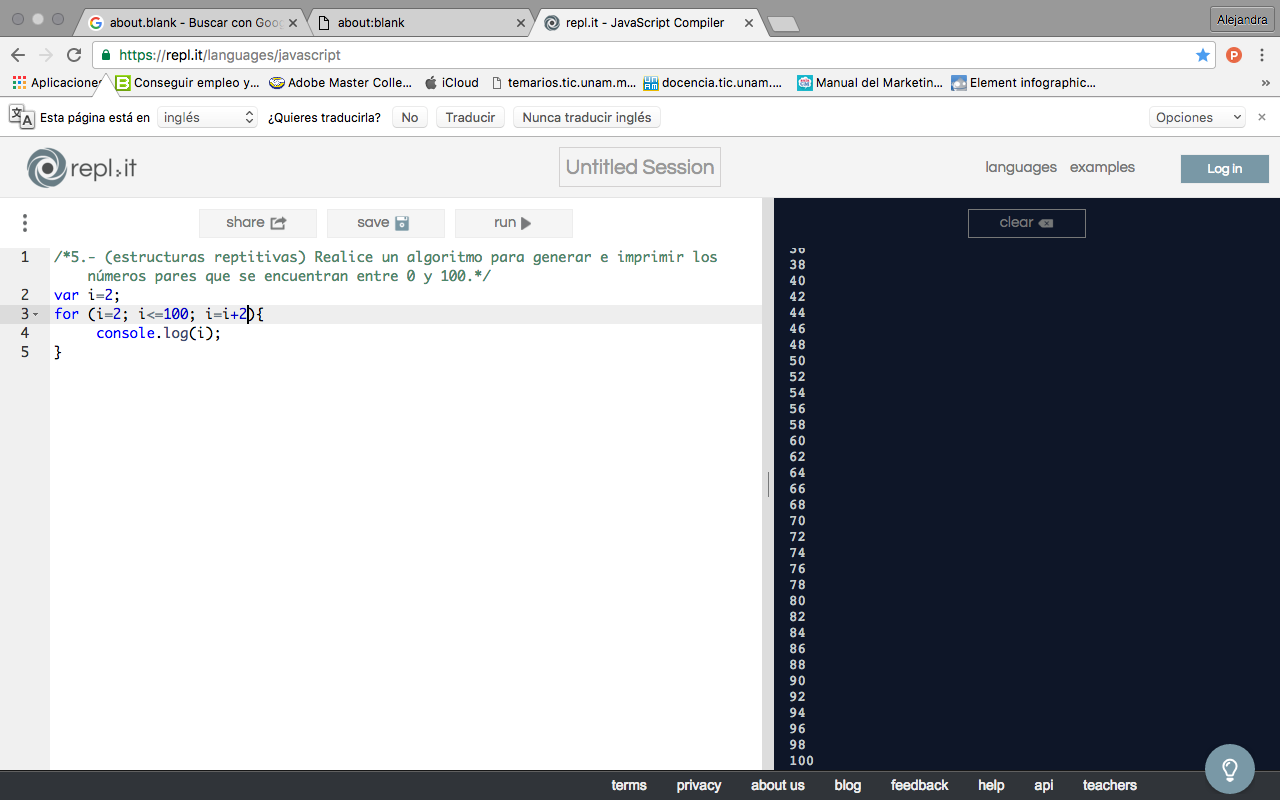 about.blank - Buscar con Goo
about:blank
repl.it - JavaScript Compiler
Alejandra
https://repl.it/languages/javascript
P
Aplicaciones
Conseguir empleo y...
Adobe Master Colle...
iCloud
temarios.tic.unam.m...
docencia.tic.unam....
Manual del Marketin...
Element infographic...
»
Esta página está en
inglés
¿Quieres traducirla?
No
Traducir
Nunca traducir inglés
Opciones
repl.it
Untitled Session
languages
examples
Log in
share
save
run
clear
1 /*5.- (estructuras reptitivas) Realice un algoritmo para generar e imprimir los
números pares que se encuentran entre 0 y 100.*/
2 var i=2;
3 for (i=2; i<=100; i=i+2){
4 console.log(i);
5 }
36
38
40
42
44
46
48
50
52
54
56
58
60
62
64
66
68
70
72
74
76
78
80
82
84
86
88
90
92
94
96
98
100
terms
privacy
about us
blog
feedback
help
api
teachers